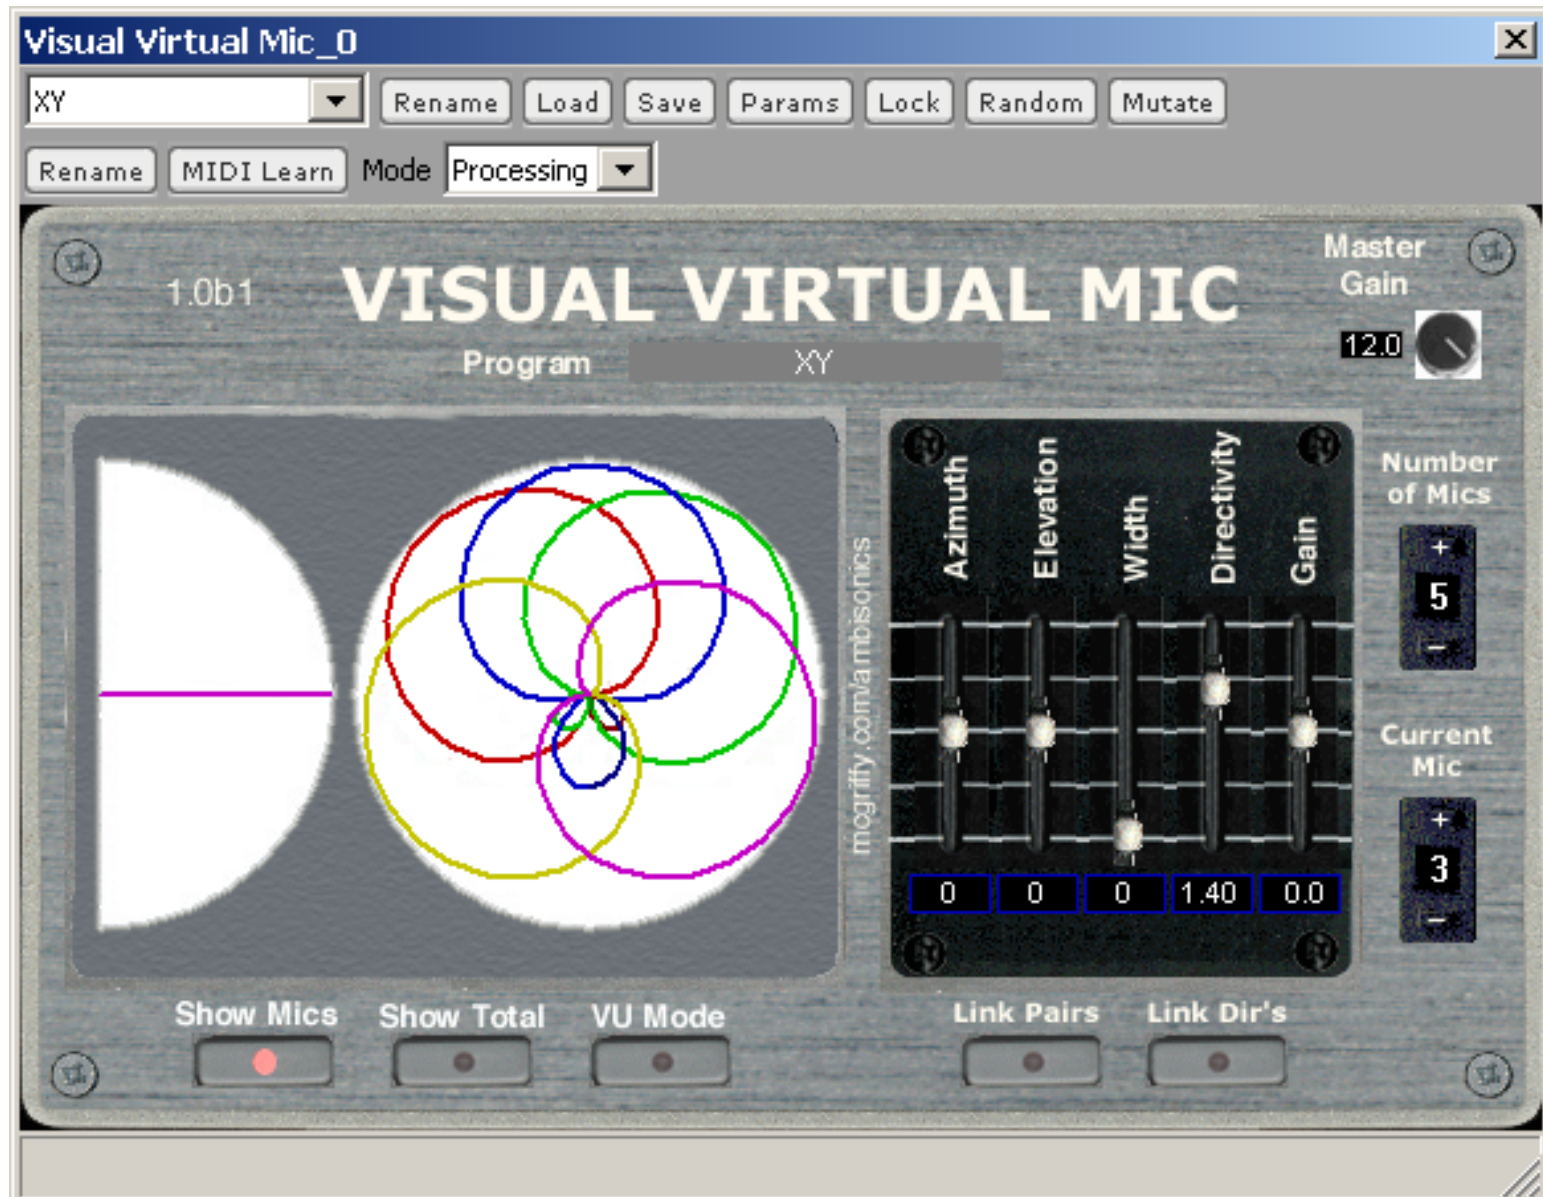 Visual Virtual Mic_0
XY Rename Load Save Params Lock Random Mutate
Rename MIDI Learn Mode Processing
1.0b1 VISUAL VIRTUAL MIC
Master
Gain
12.0
Program XY
Azimuth
Elevation
Width
Directivity
Gain
Number
of Mics
+
5
−
mcgriffy.com/ambisonics
Current
Mic
+
3
−
0 0 0 1.40 0.0
Show Mics Show Total VU Mode Link Pairs Link Dir's